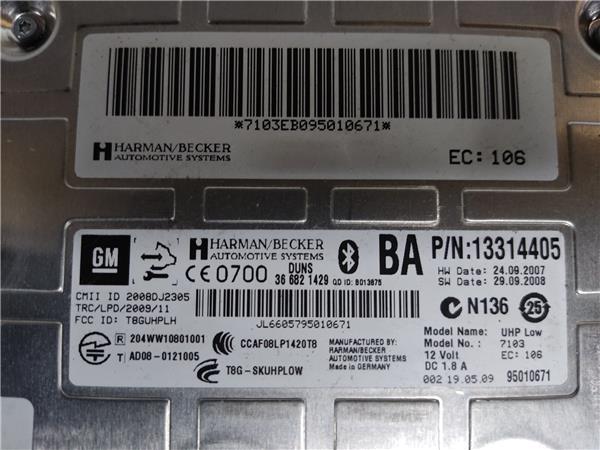 *7103EB095010671*
HARMAN/BECKER
AUTOMOTIVE SYSTEMS
EC: 106
GM
HARMAN/BECKER
AUTOMOTIVE SYSTEMS
BA
P/N:13314405
CE 0700
DUNS
36 682 1429
QD ID: B013875
HW Date: 24.09.2007
SW Date: 29.09.2008
CMII ID 2008DJ2305
TRC/LPD/2009/11
FCC ID: T8GUHPLH
JL6605795010671
N136
25
R 204WW10801001
T AD08-0121005
CCAF08LP1420T8
T8G-SKUHPLOW
MANUFACTURED BY:
HARMAN/BECKER
AUTOMOTIVE SYSTEMS
MADE IN GERMANY
Model Name: UHP Low
Model No.: 7103
12 Volt EC: 106
DC 1.8 A
002 19.05.09 95010671